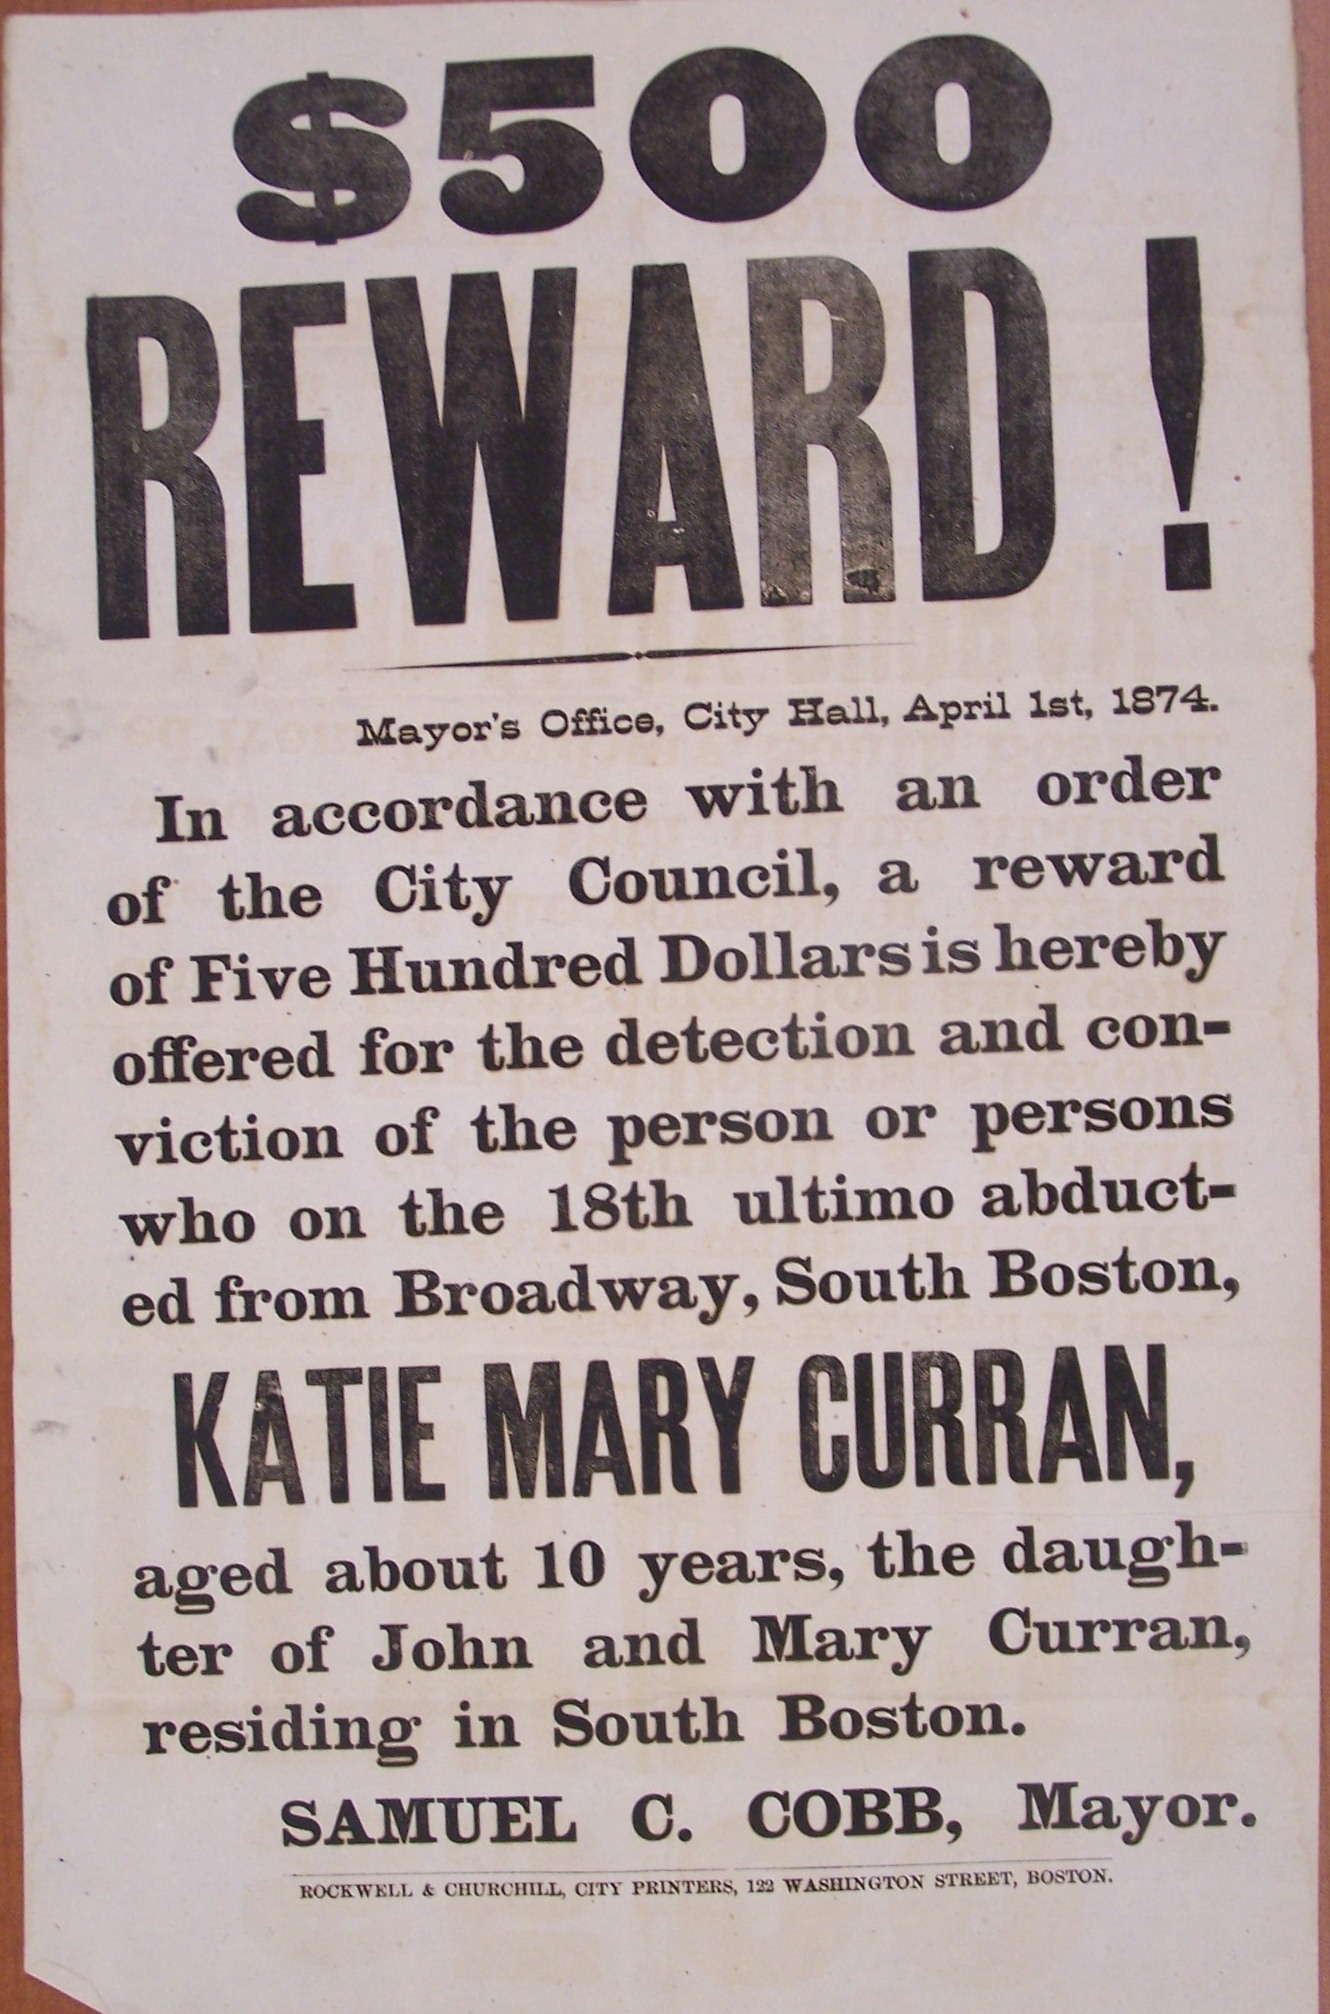 $500
REWARD!
Mayor's Office, City Hall, April 1st, 1874.
In accordance with an order
of the City Council, a reward
of Five Hundred Dollars is hereby
offered for the detection and con-
viction of the person or persons
who on the 18th ultimo abduct-
ed from Broadway, South Boston,
KATIE MARY CURRAN,
aged about 10 years, the daugh-
ter of John and Mary Curran,
residing in South Boston.
SAMUEL C. COBB, Mayor.
ROCKWELL & CHURCHILL, CITY PRINTERS, 122 WASHINGTON STREET, BOSTON.